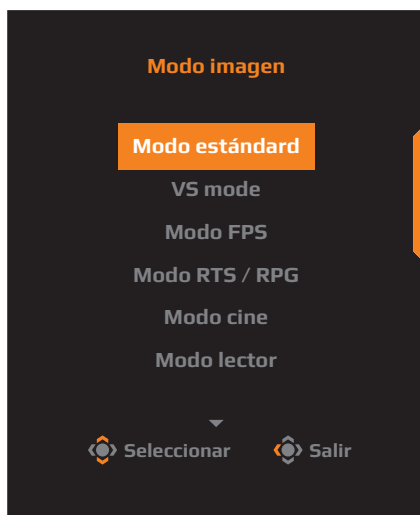 Modo imagen
Modo estándard
VS mode
Modo FPS
Modo RTS / RPG
Modo cine
Modo lector
Seleccionar Salir